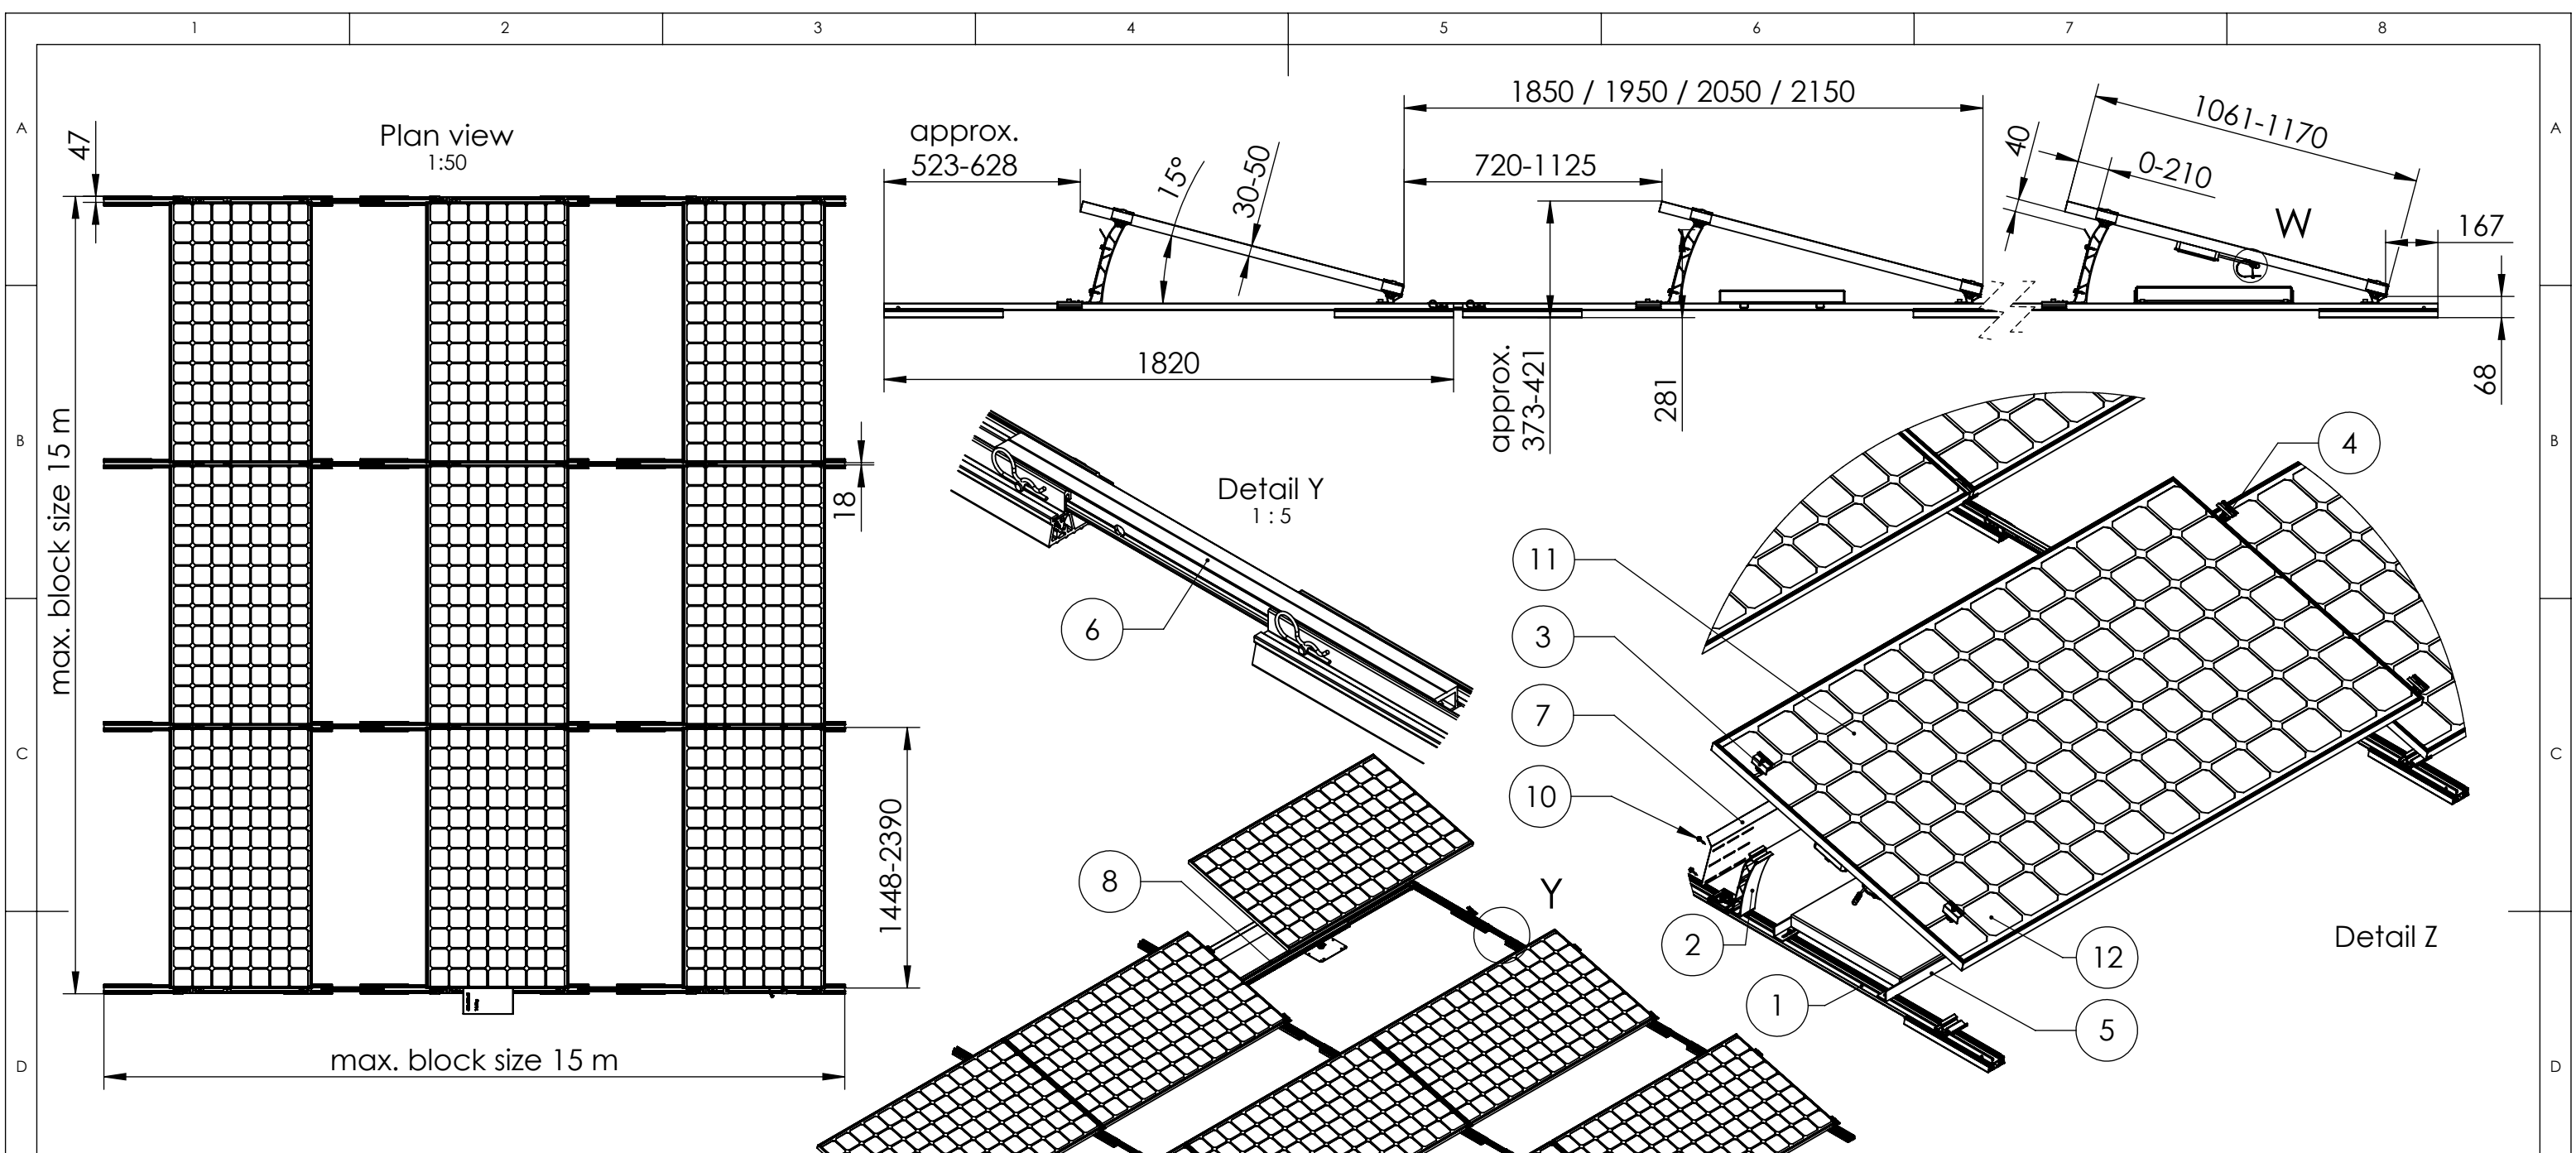 1 2 3 4 5 6 7 8
A
A
B
B
C
C
D
D
Plan view
1:50
47
max. block size 15 m
18
1448-2390
max. block size 15 m
approx.
523-628
15°
30-50
1850 / 1950 / 2050 / 2150
720-1125
1061-1170
40
0-210
W
167
68
1820
approx.
373-421
281
Detail Y
1 : 5
6
4
11
3
7
10
8
Y
2
1
12
5
Detail Z